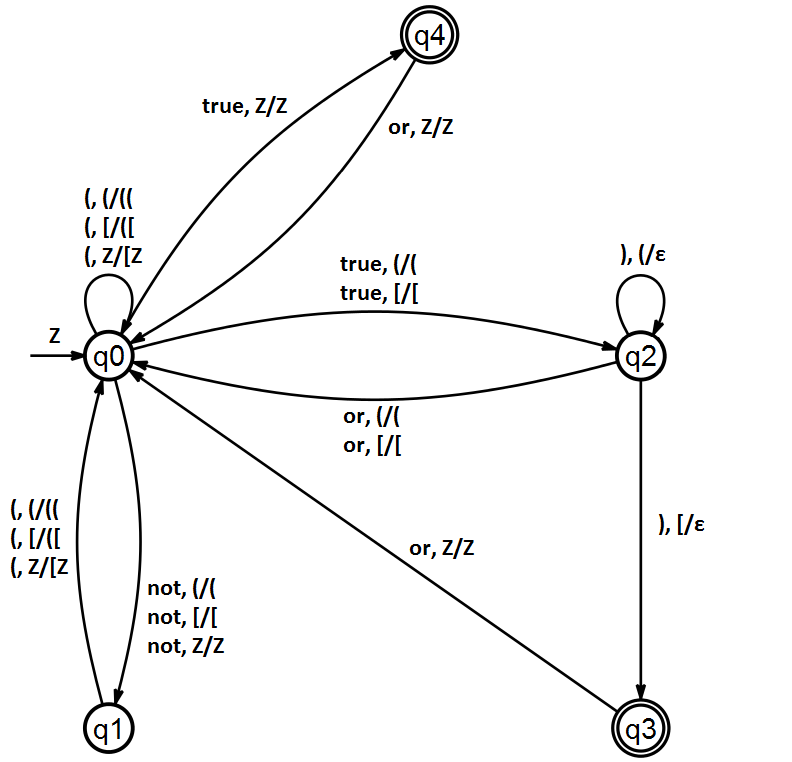 q4
true, Z/Z
or, Z/Z
(, (/((
(, [/([
(, Z/[Z
true, (/(
true, [/[
), (/ε
Z
q0
q2
or, (/(
or, [/[
(, (/((
(, [/([
(, Z/[Z
), [/ε
or, Z/Z
not, (/(
not, [/[
not, Z/Z
q1
q3